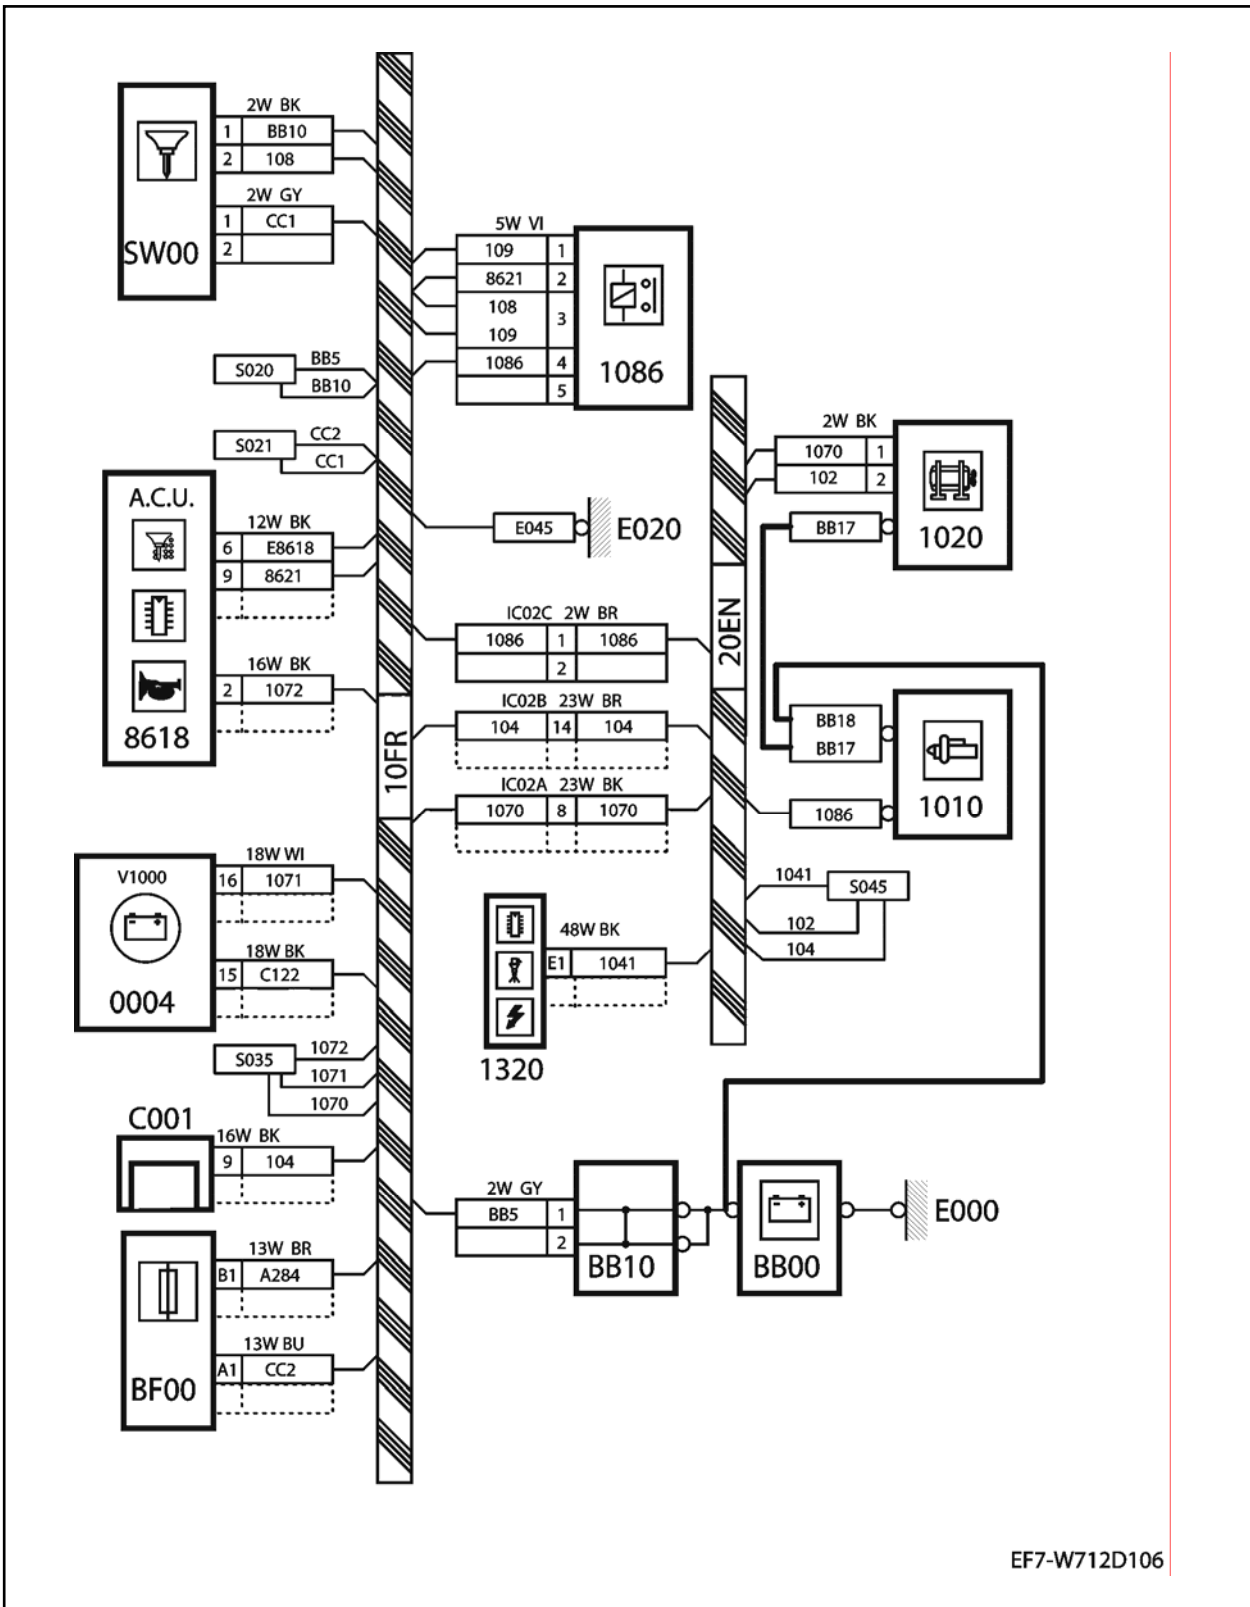 2W BK
1 BB10
2 108
2W GY
1 CC1
2
SW00
5W VI
109 1
8621 2
108
3
109
1086 4
5
1086
S020
BB5
BB10
S021
CC2
CC1
2W BK
1070 1
102 2
BB17
1020
A.C.U.
12W BK
6 E8618
9 8621
16W BK
2 1072
8618
E045
E020
IC02C 2W BR
1086 1 1086
2
IC02B 23W BR
104 14 104
IC02A 23W BK
1070 8 1070
10FR
20EN
BB18
BB17
1086
1010
V1000
18W WI
16 1071
18W BK
15 C122
0004
48W BK
E1 1041
1320
1041
S045
102
104
S035
1072
1071
1070
C001
16W BK
9 104
2W GY
BB5 1
2
BB10
BB00
E000
13W BR
B1 A284
13W BU
A1 CC2
BF00
EF7-W712D106